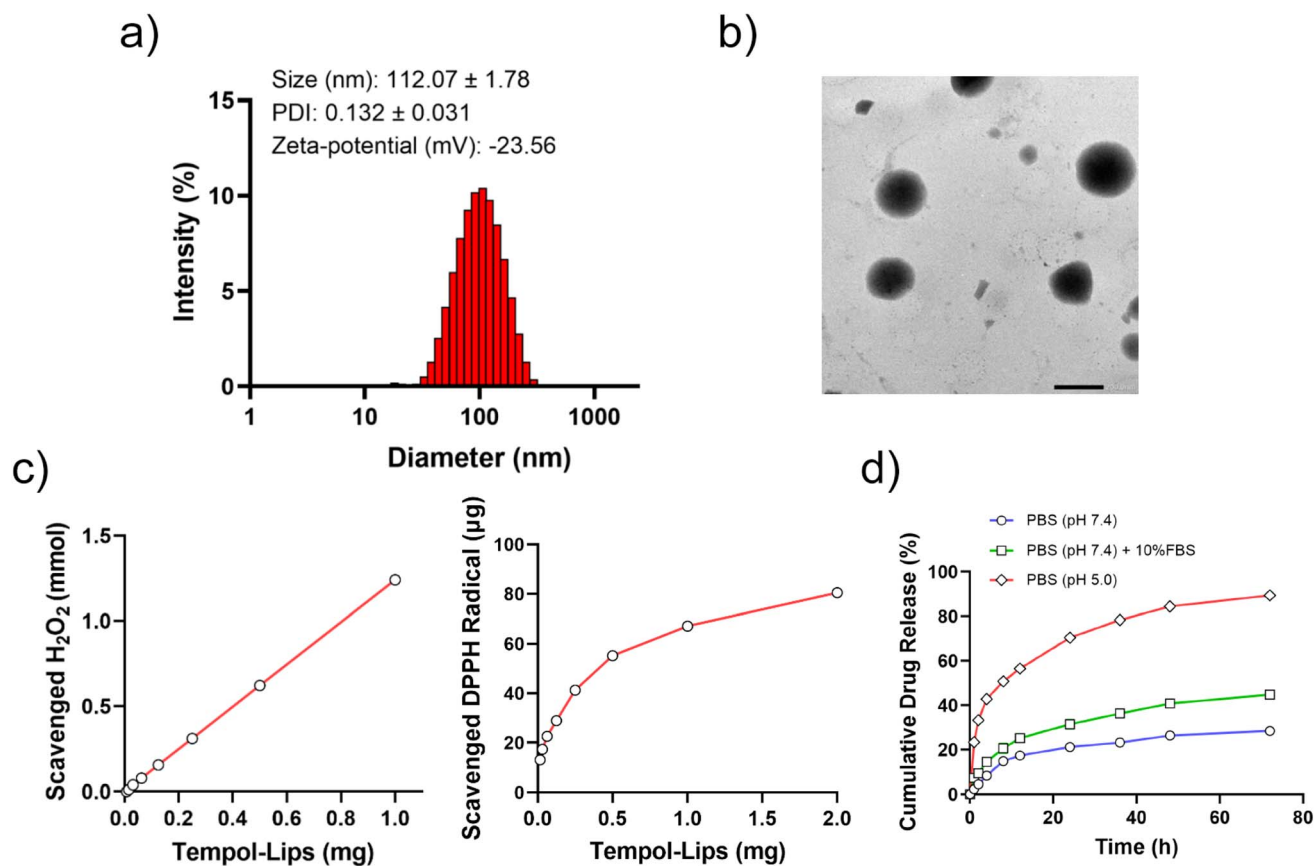 a)
Size (nm): 112.07 ± 1.78
PDI: 0.132 ± 0.031
Zeta-potential (mV): -23.56
15
10
5
0
Intensity (%)
1 10 100 1000
Diameter (nm)
b)
c)
Scavenged H₂O₂ (mmol)
1.5
1.0
0.5
0.0
0.0 0.2 0.4 0.6 0.8 1.0
Tempol-Lips (mg)
Scavenged DPPH Radical (μg)
100
80
60
40
20
0
0.0 0.5 1.0 1.5 2.0
Tempol-Lips (mg)
d)
PBS (pH 7.4)
PBS (pH 7.4) + 10%FBS
PBS (pH 5.0)
Cumulative Drug Release (%)
100
80
60
40
20
0
0 20 40 60 80
Time (h)